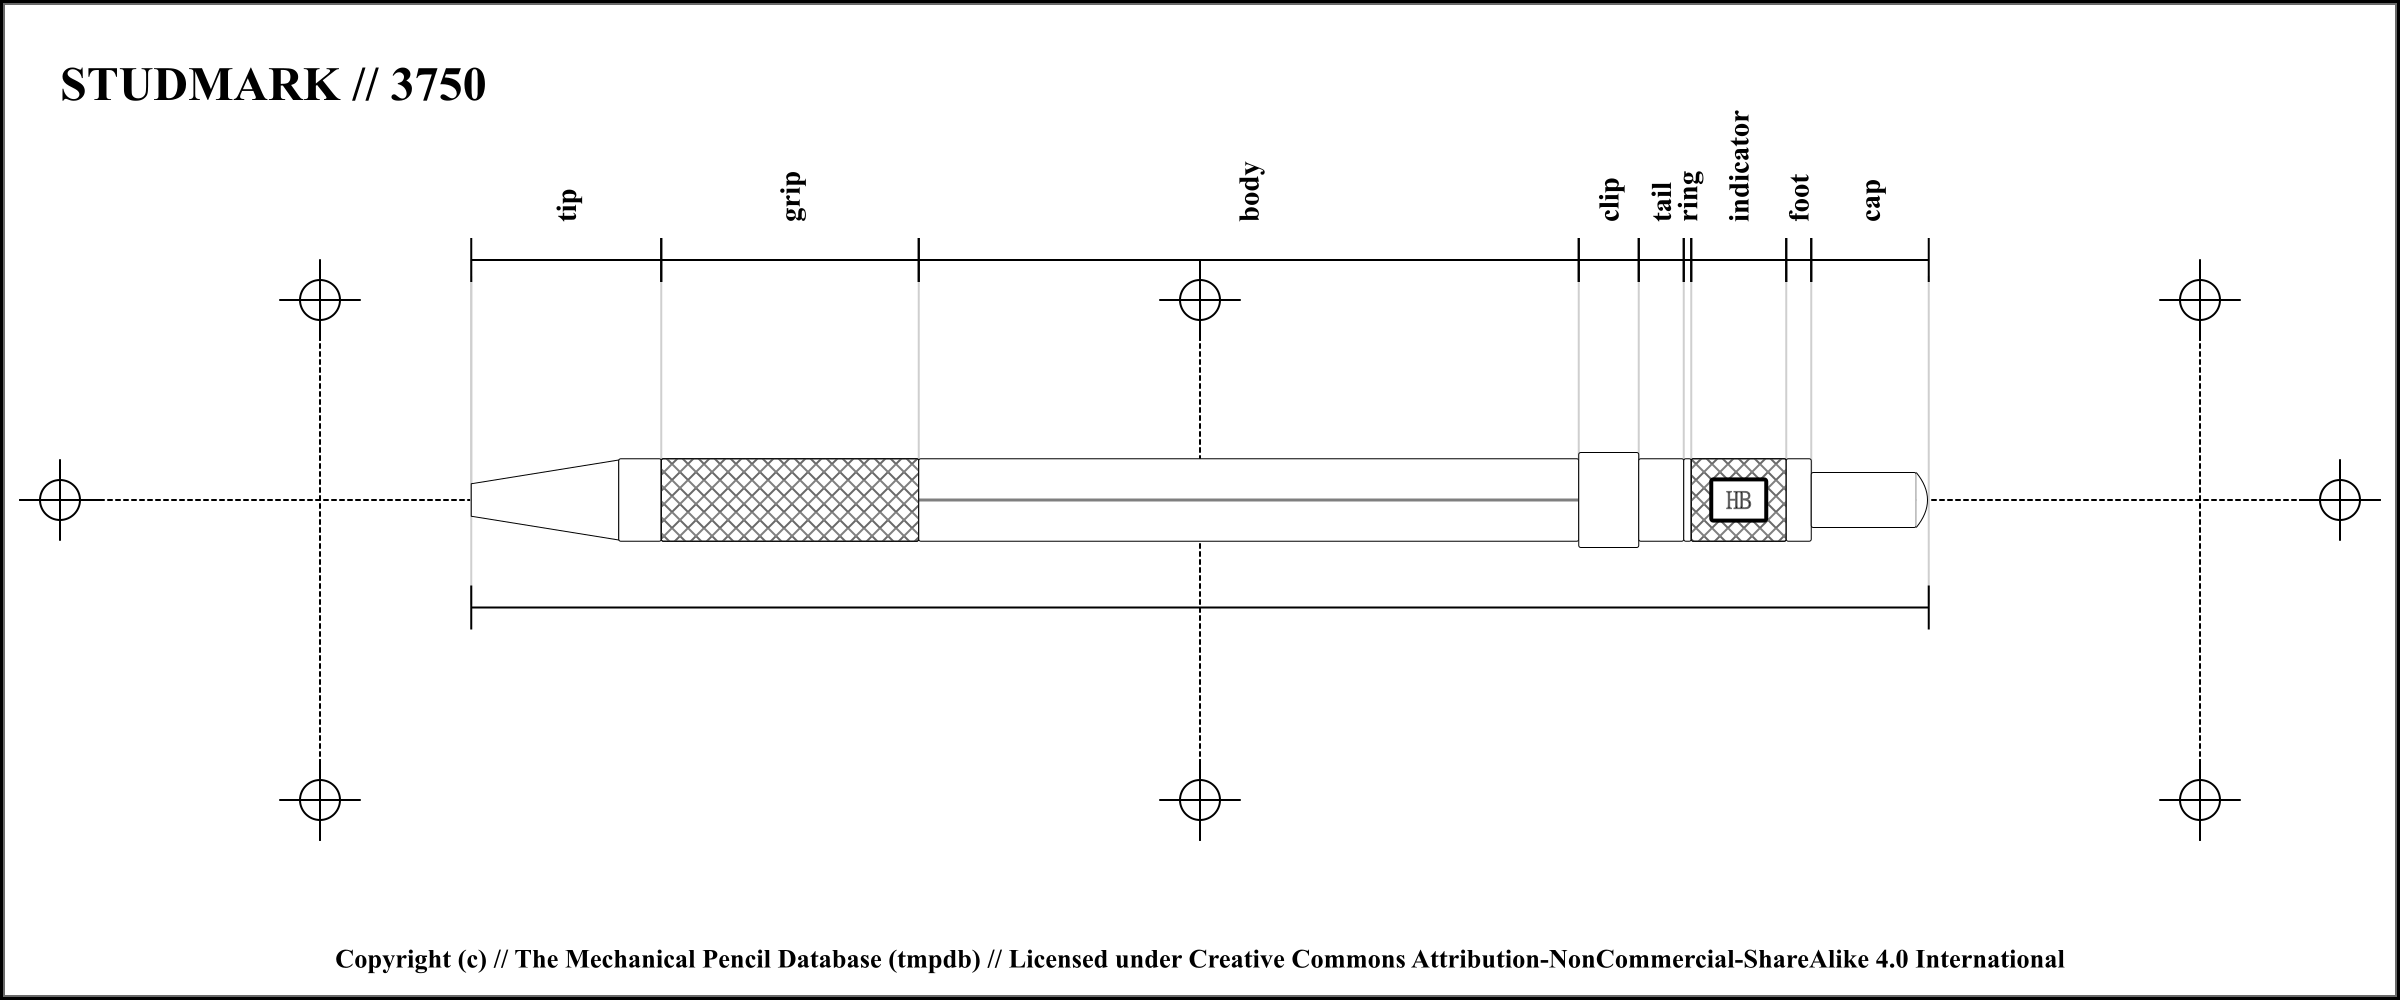 STUDMARK // 3750
tip
grip
body
clip
tail
ring
indicator
foot
cap
HB
Copyright (c) // The Mechanical Pencil Database (tmpdb) // Licensed under Creative Commons Attribution-NonCommercial-ShareAlike 4.0 International